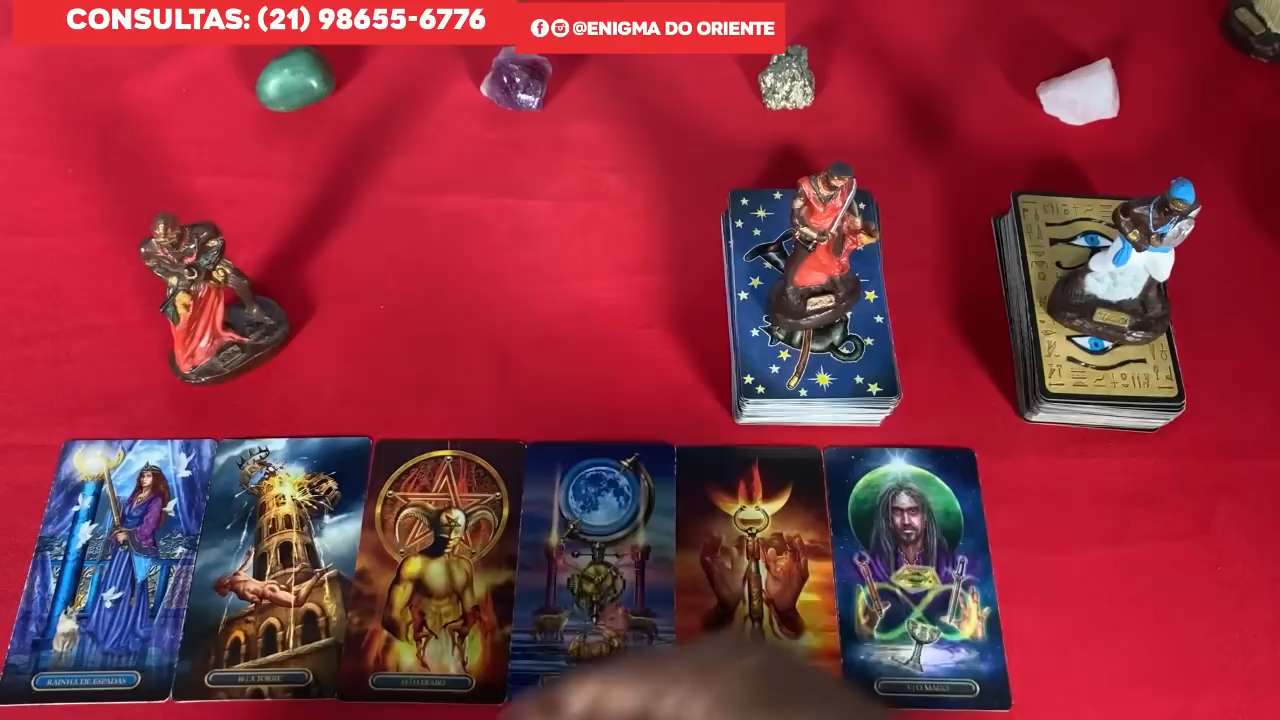 CONSULTAS: (21) 98655-6776
@ENIGMA DO ORIENTE
RAINHA DE ESPADAS
16 | A TORRE
15 | O DIABO
1 | O MAGO